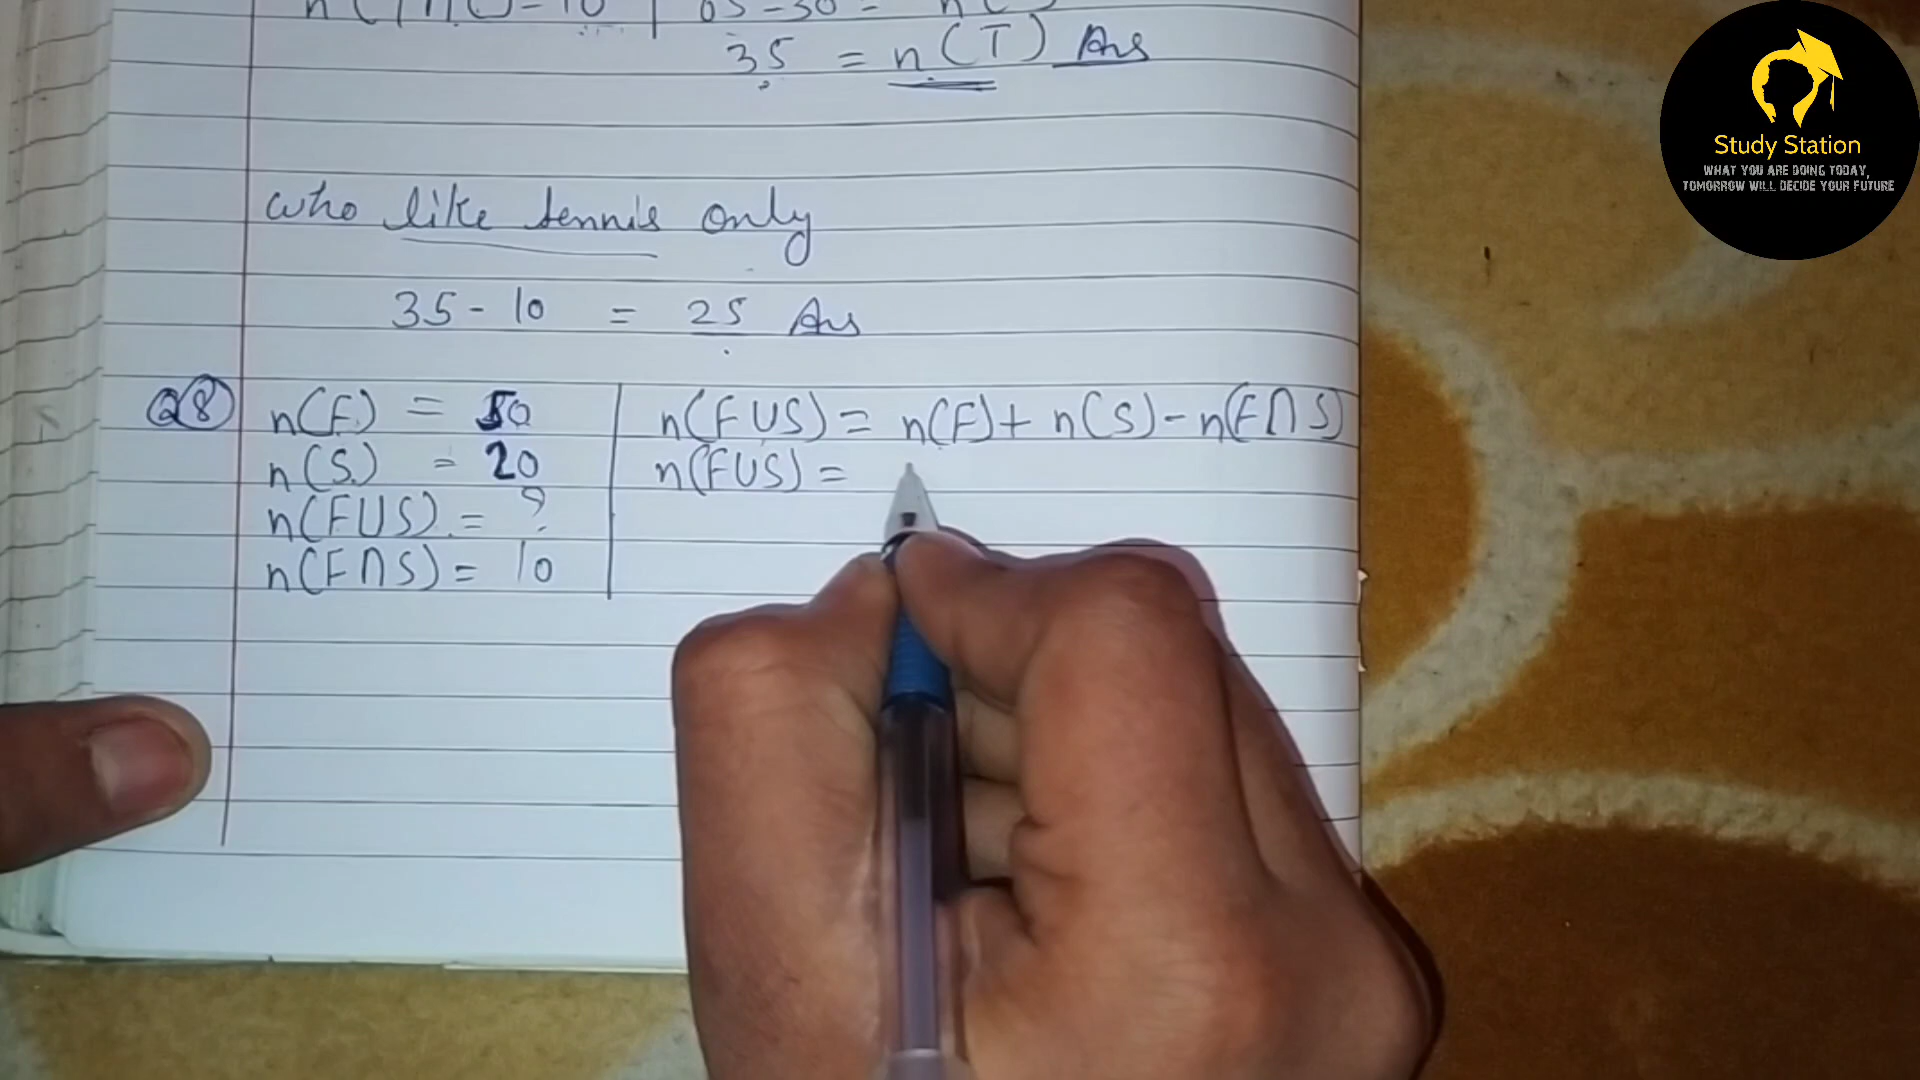 35 = n(T) Ans
who like tennis only
35 - 10 = 25 Ans
Q8
n(F) = 50
n(S) = 20
n(FUS) = ?
n(F∩S) = 10
n(FUS) = n(F) + n(S) - n(F∩S)
n(FUS) =
Study Station
WHAT YOU ARE DOING TODAY,
TOMORROW WILL DECIDE YOUR FUTURE